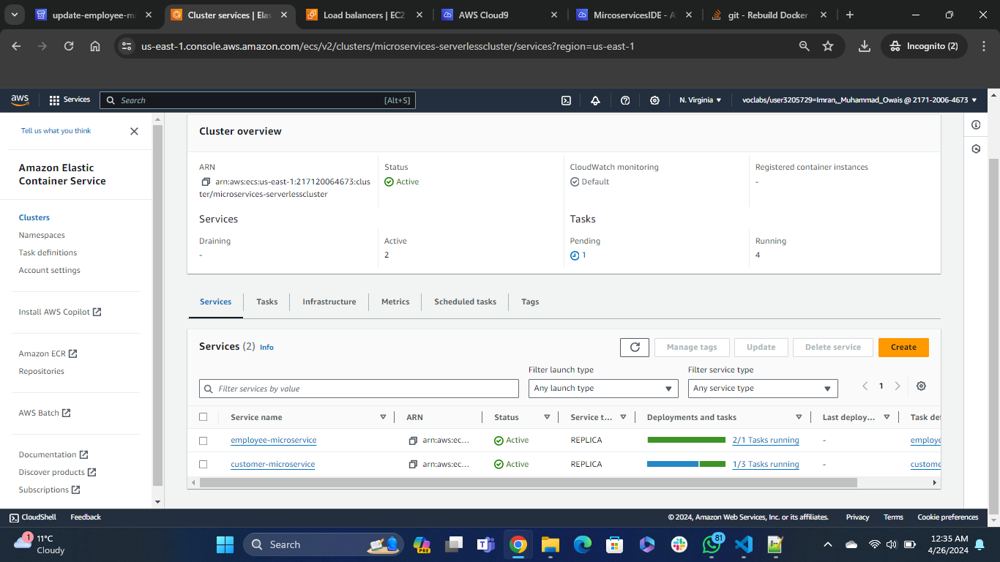 update-employee-mi
Cluster services | Elas
Load balancers | EC2
AWS Cloud9
MircoservicesIDE - A
git - Rebuild Docker
us-east-1.console.aws.amazon.com/ecs/v2/clusters/microservices-serverlesscluster/services?region=us-east-1
Incognito (2)
aws
Services
Search
[Alt+S]
N. Virginia
voclabs/user3205729=Imran,_Muhammad_Owais @ 2171-2006-4673
Tell us what you think
Amazon Elastic
Container Service
Clusters
Namespaces
Task definitions
Account settings
Install AWS Copilot
Amazon ECR
Repositories
AWS Batch
Documentation
Discover products
Subscriptions
Cluster overview
ARN
arn:aws:ecs:us-east-1:217120064673:clus
ter/microservices-serverlesscluster
Status
Active
CloudWatch monitoring
Default
Registered container instances
-
Services
Tasks
Draining
-
Active
2
Pending
1
Running
4
Services
Tasks
Infrastructure
Metrics
Scheduled tasks
Tags
Services (2) Info
Manage tags
Update
Delete service
Create
Filter launch type
Filter service type
Filter services by value
Any launch type
Any service type
1
Service name
ARN
Status
Service t...
Deployments and tasks
Last deploy...
Task def
employee-microservice
arn:aws:ec...
Active
REPLICA
2/1 Tasks running
-
employe
customer-microservice
arn:aws:ec...
Active
REPLICA
1/3 Tasks running
-
custome
CloudShell
Feedback
© 2024, Amazon Web Services, Inc. or its affiliates.
Privacy
Terms
Cookie preferences
1
11°C
Cloudy
Search
PRE
81
12:35 AM
4/26/2024